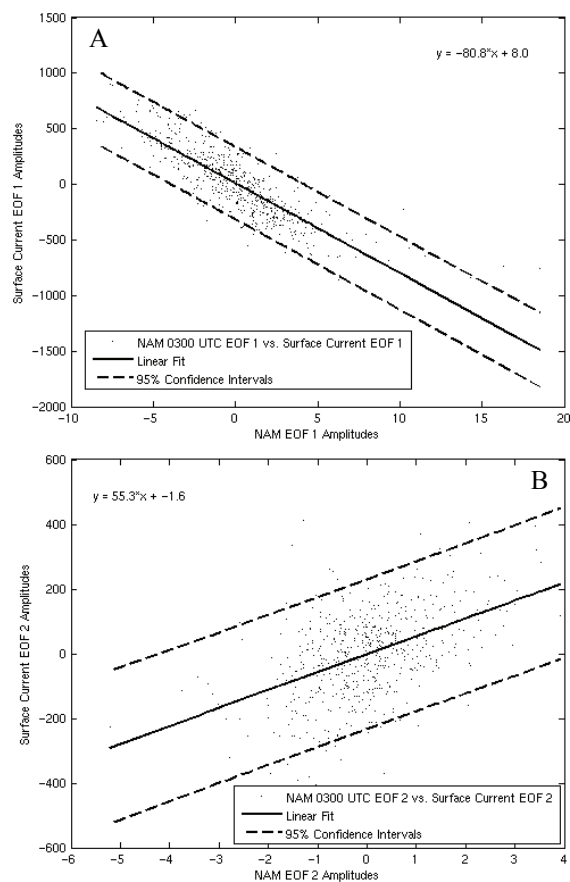 A
y = −80.8*x + 8.0
1500
1000
500
0
−500
−1000
−1500
−2000
Surface Current EOF 1 Amplitudes
NAM 0300 UTC EOF 1 vs. Surface Current EOF 1
Linear Fit
95% Confidence Intervals
−10 −5 0 5 10 15 20
NAM EOF 1 Amplitudes
B
y = 55.3*x + −1.6
600
400
200
0
−200
−400
−600
Surface Current EOF 2 Amplitudes
NAM 0300 UTC EOF 2 vs. Surface Current EOF 2
Linear Fit
95% Confidence Intervals
−6 −5 −4 −3 −2 −1 0 1 2 3 4
NAM EOF 2 Amplitudes